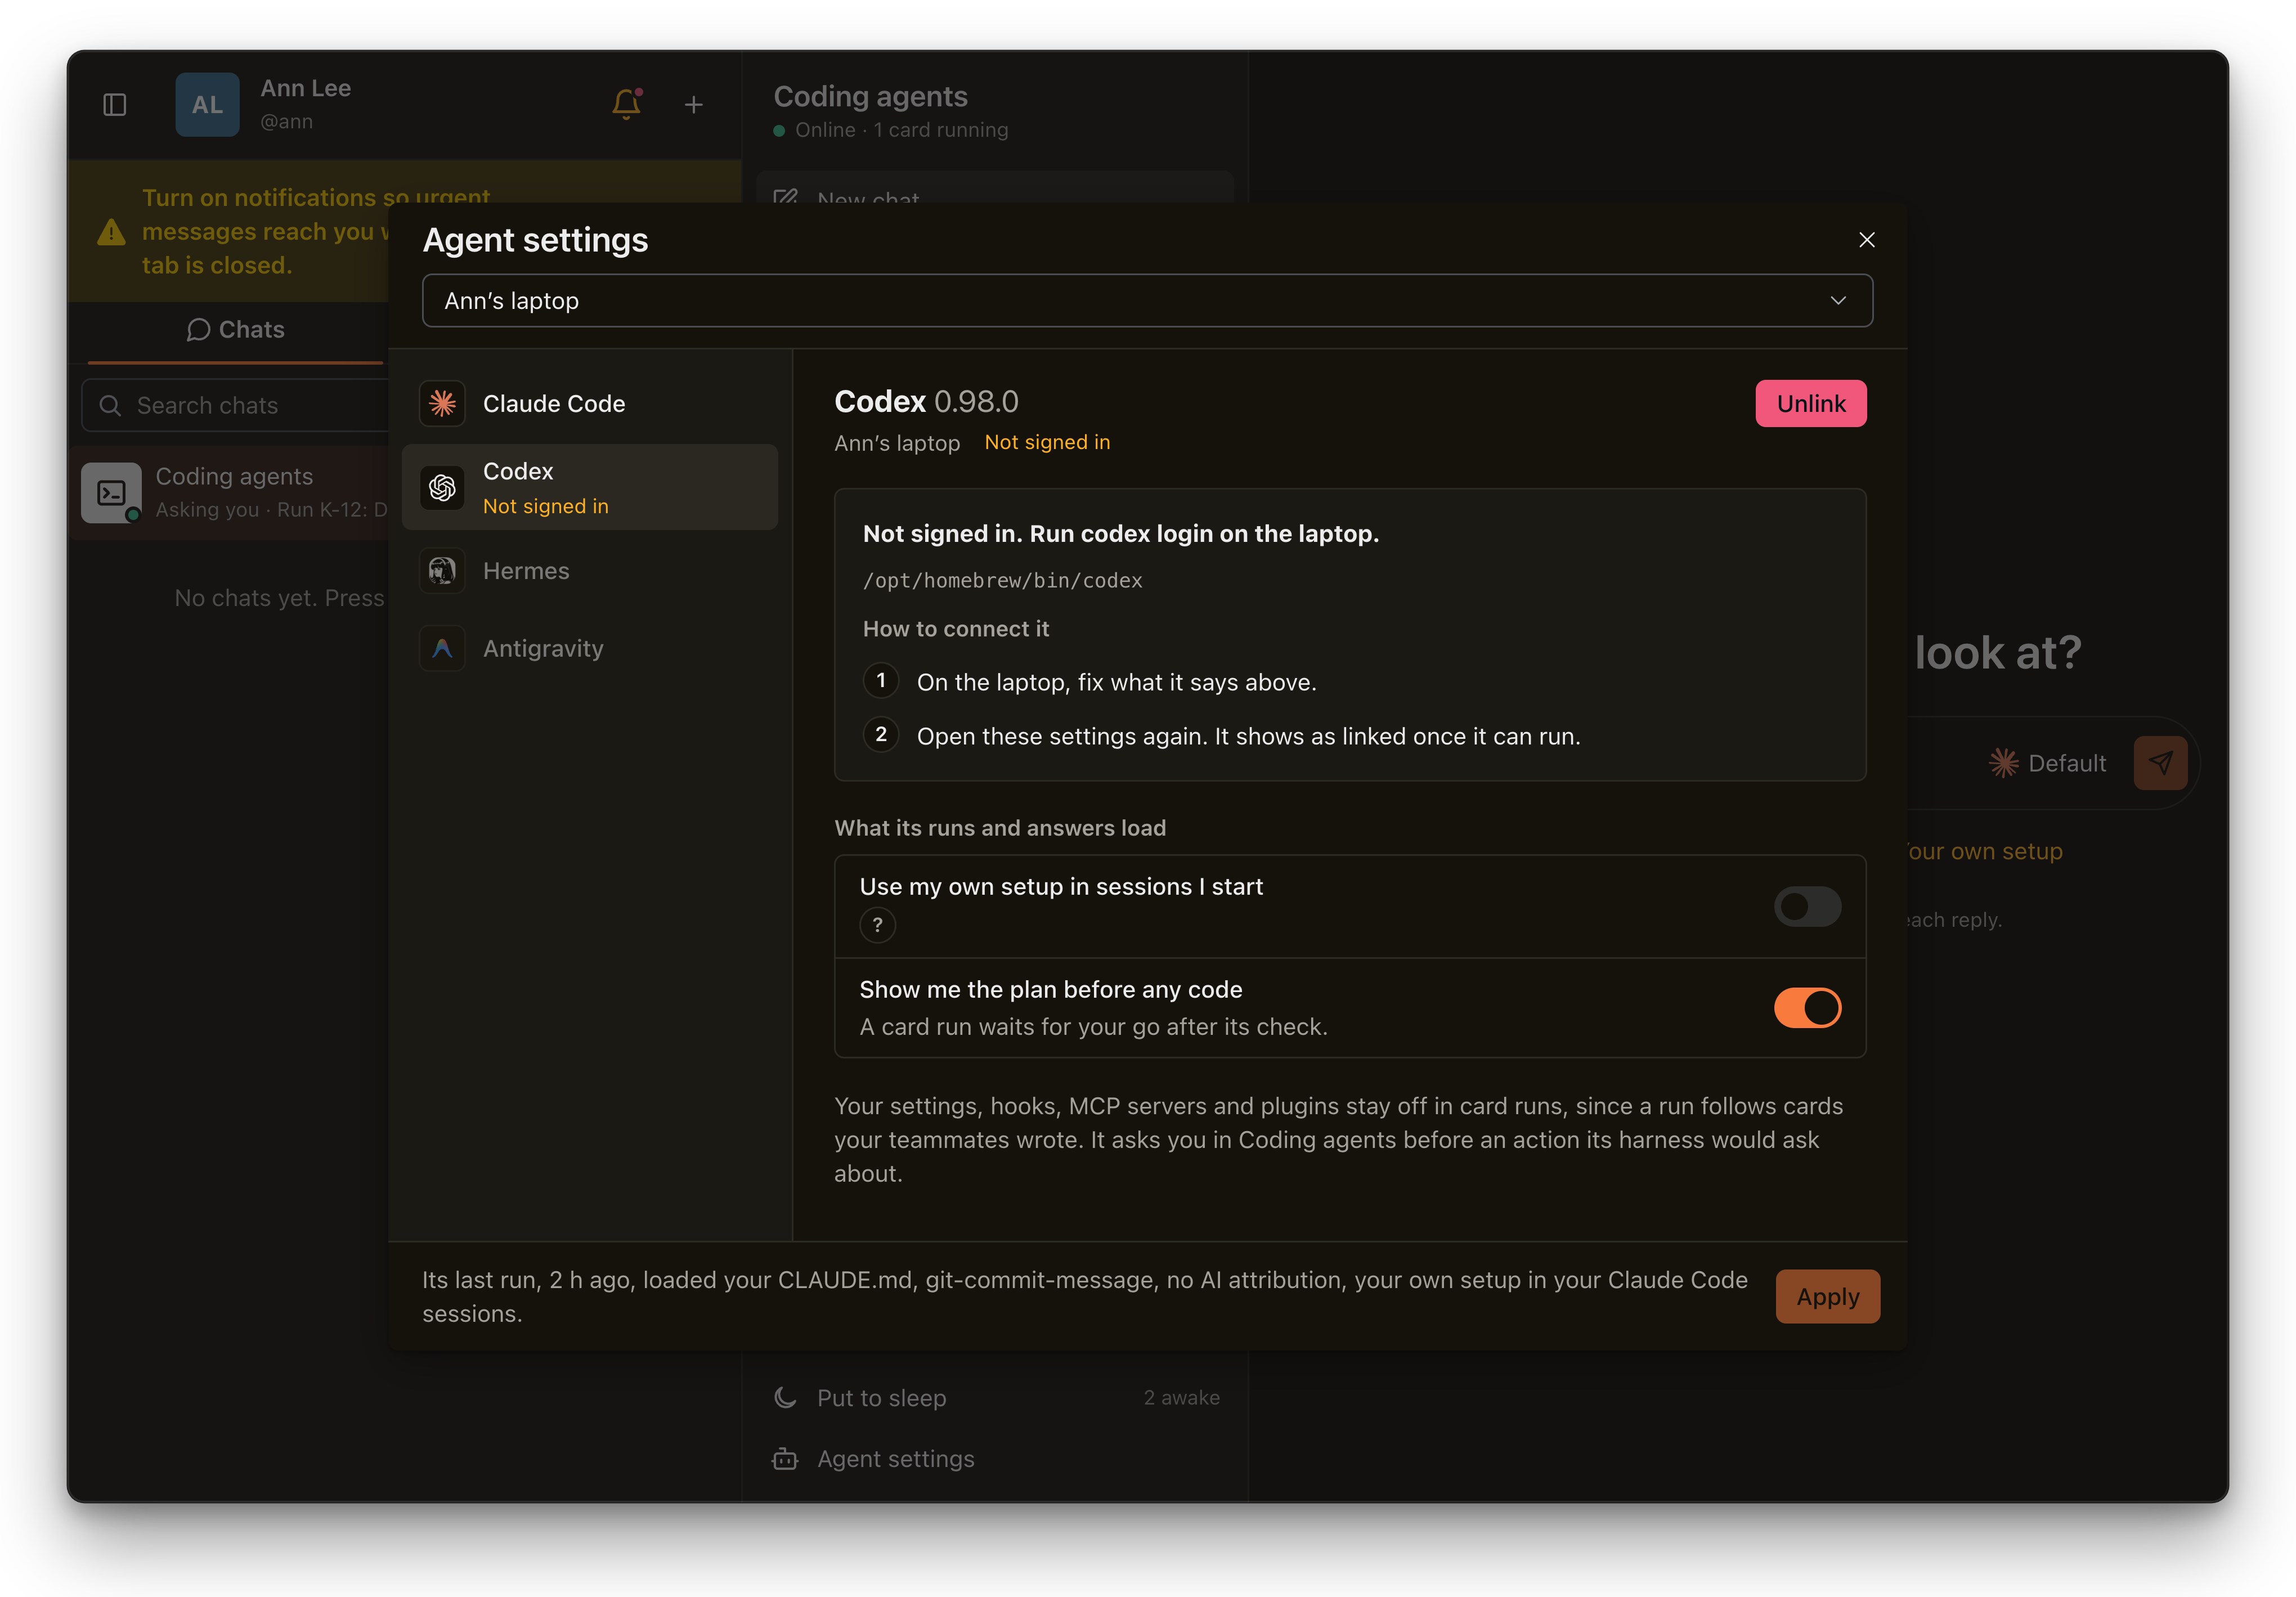 AL
Ann Lee
@ann
Turn on notifications so urgent
messages reach you
tab is closed.
Chats
Search chats
Coding agents
Asking you · Run K-12: D
No chats yet. Press
Coding agents
Online · 1 card running
New chat
Agent settings
Ann’s laptop
Claude Code
Codex
Not signed in
Hermes
Antigravity
Codex 0.98.0
Unlink
Ann’s laptop Not signed in
Not signed in. Run codex login on the laptop.
/opt/homebrew/bin/codex
How to connect it
1 On the laptop, fix what it says above.
2 Open these settings again. It shows as linked once it can run.
What its runs and answers load
Use my own setup in sessions I start
?
Show me the plan before any code
A card run waits for your go after its check.
Your settings, hooks, MCP servers and plugins stay off in card runs, since a run follows cards
your teammates wrote. It asks you in Coding agents before an action its harness would ask
about.
Its last run, 2 h ago, loaded your CLAUDE.md, git-commit-message, no AI attribution, your own setup in your Claude Code
sessions.
Apply
look at?
Default
Your own setup
each reply.
Put to sleep 2 awake
Agent settings